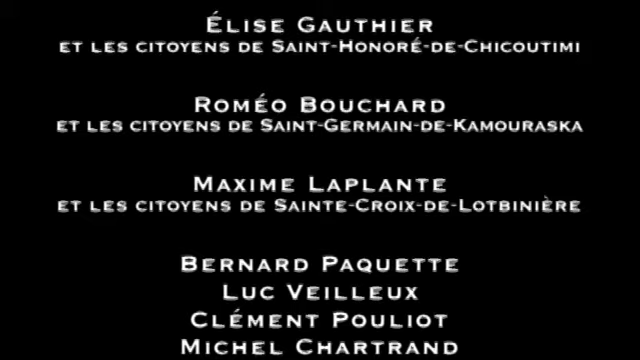 Élise Gauthier
et les citoyens de Saint-Honoré-de-Chicoutimi
Roméo Bouchard
et les citoyens de Saint-Germain-de-Kamouraska
Maxime Laplante
et les citoyens de Sainte-Croix-de-Lotbinière
Bernard Paquette
Luc Veilleux
Clément Pouliot
Michel Chartrand